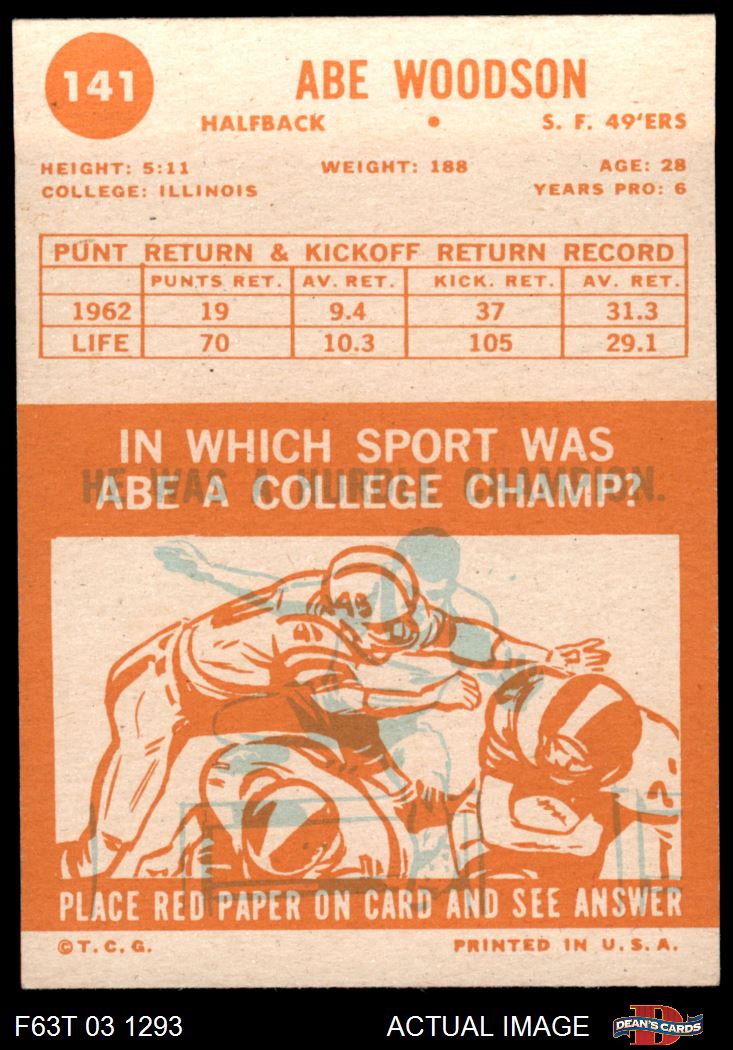 141
ABE WOODSON
HALFBACK • S. F. 49'ERS
HEIGHT: 5:11 WEIGHT: 188 AGE: 28
COLLEGE: ILLINOIS YEARS PRO: 6
PUNT RETURN & KICKOFF RETURN RECORD
PUNTS RET. AV. RET. KICK. RET. AV. RET.
1962 19 9.4 37 31.3
LIFE 70 10.3 105 29.1
IN WHICH SPORT WAS
HE WAS A HURDLE CHAMPION.
ABE A COLLEGE CHAMP?
45
PLACE RED PAPER ON CARD AND SEE ANSWER
© T. C. G. PRINTED IN U. S. A.
F63T 03 1293 ACTUAL IMAGE D DEAN'S CARDS